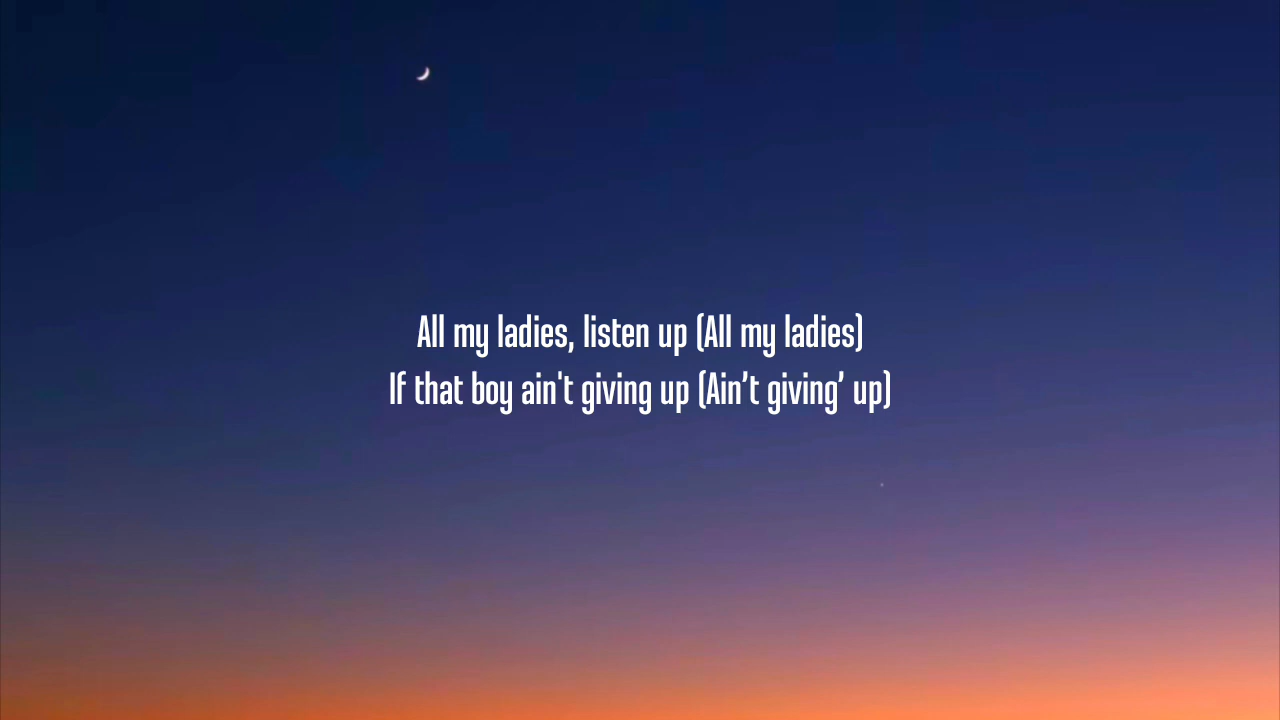 All my ladies, listen up (All my ladies)
If that boy ain't giving up (Ain’t giving’ up)